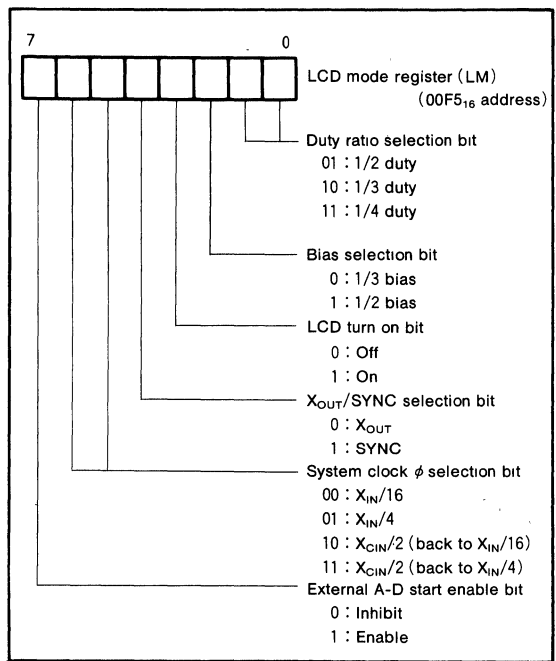 7 0
LCD mode register (LM)
(00F5₁₆ address)
Duty ratio selection bit
01 : 1/2 duty
10 : 1/3 duty
11 : 1/4 duty
Bias selection bit
0 : 1/3 bias
1 : 1/2 bias
LCD turn on bit
0 : Off
1 : On
X_OUT/SYNC selection bit
0 : X_OUT
1 : SYNC
System clock ϕ selection bit
00 : X_IN/16
01 : X_IN/4
10 : X_CIN/2 (back to X_IN/16)
11 : X_CIN/2 (back to X_IN/4)
External A-D start enable bit
0 : Inhibit
1 : Enable